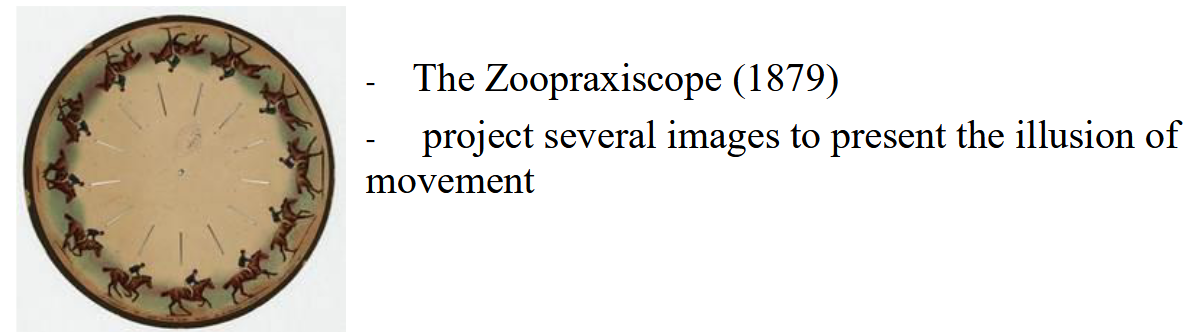 - The Zoopraxiscope (1879)
- project several images to present the illusion of
movement